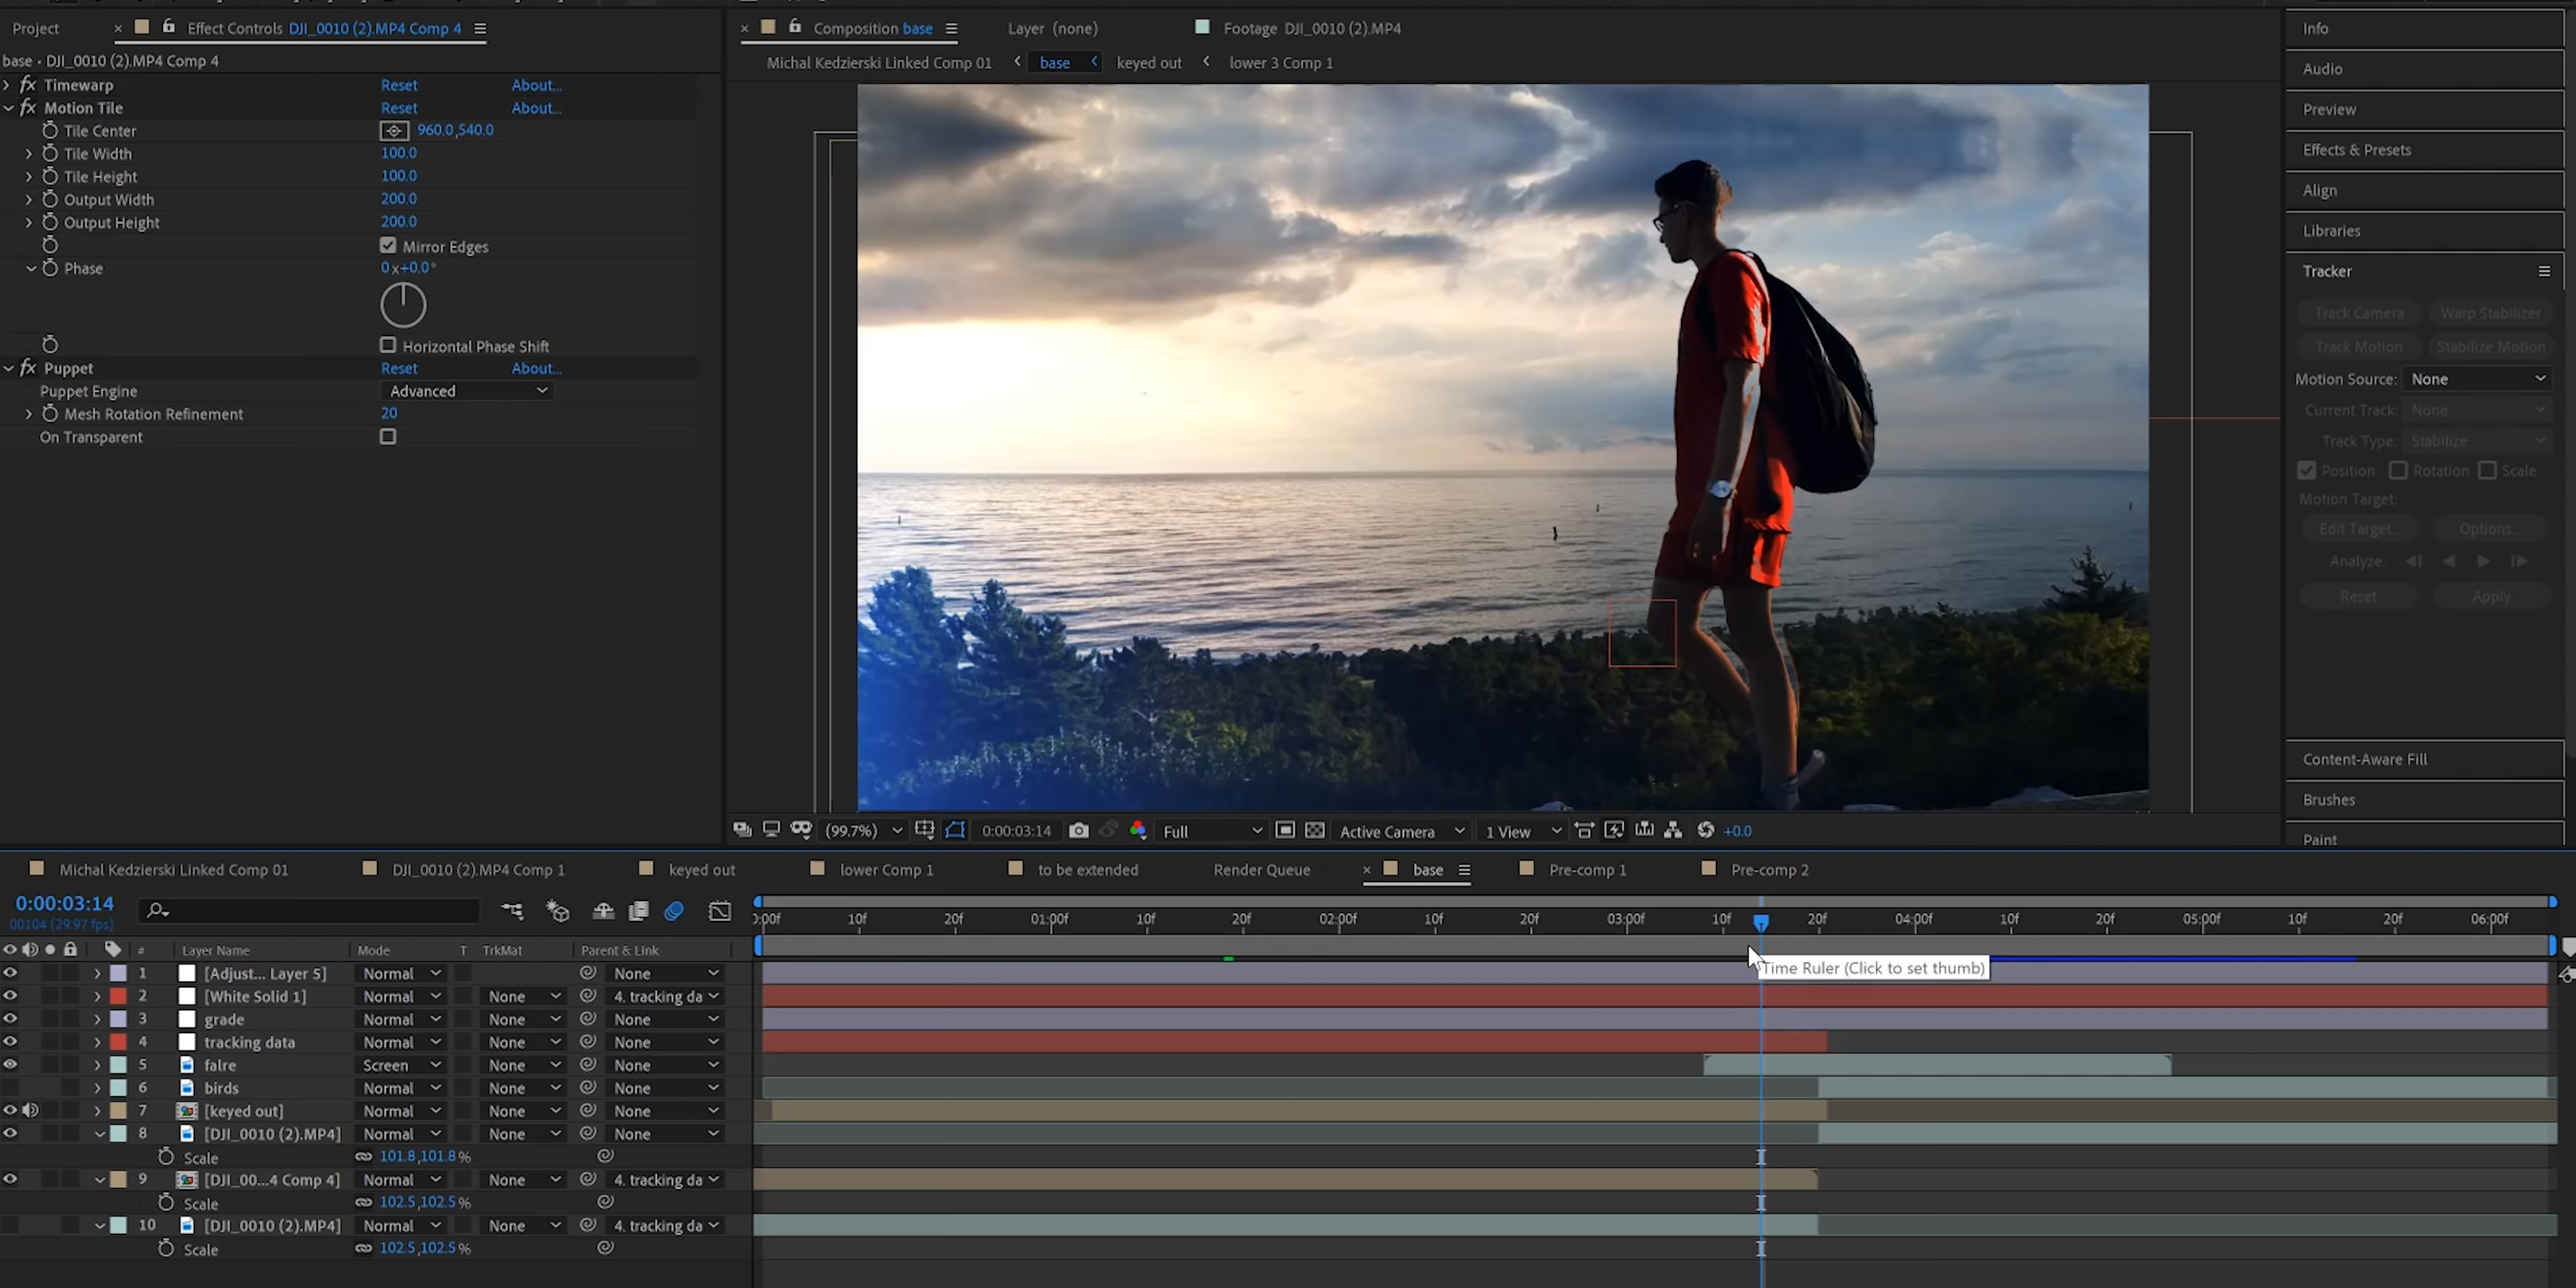 Project
Effect Controls DJI_0010 (2).MP4 Comp 4
base • DJI_0010 (2).MP4 Comp 4
fx Timewarp Reset About...
fx Motion Tile Reset About...
Tile Center 960.0,540.0
Tile Width 100.0
Tile Height 100.0
Output Width 200.0
Output Height 200.0
Mirror Edges
Phase 0x+0.0°
Horizontal Phase Shift
fx Puppet Reset About...
Puppet Engine Advanced
Mesh Rotation Refinement 20
On Transparent
Composition base
Layer (none)
Footage DJI_0010 (2).MP4
Michal Kedzierski Linked Comp 01 base keyed out lower 3 Comp 1
(99.7%) 0:00:03:14 Full Active Camera 1 View +0.0
Info
Audio
Preview
Effects & Presets
Align
Libraries
Tracker
Track Camera Warp Stabilizer
Track Motion Stabilize Motion
Motion Source: None
Current Track: None
Track Type: Stabilize
Position Rotation Scale
Motion Target:
Edit Target... Options...
Analyze:
Reset Apply
Content-Aware Fill
Brushes
Paint
Michal Kedzierski Linked Comp 01 DJI_0010 (2).MP4 Comp 1 keyed out lower Comp 1 to be extended Render Queue base Pre-comp 1 Pre-comp 2
0:00:03:14
00104 (29.97 fps)
0:00f 10f 20f 01:00f 10f 20f 02:00f 10f 20f 03:00f 10f 20f 04:00f 10f 20f 05:00f 10f 20f 06:00f
# Layer Name Mode T TrkMat Parent & Link
1 [Adjust... Layer 5] Normal None
Time Ruler (Click to set thumb)
2 [White Solid 1] Normal None 4. tracking da
3 grade Normal None None
4 tracking data Normal None None
5 falre Screen None None
6 birds Normal None None
7 [keyed out] Normal None None
8 [DJI_0010 (2).MP4] Normal None None
Scale 101.8,101.8%
9 [DJI_00...4 Comp 4] Normal None 4. tracking da
Scale 102.5,102.5%
10 [DJI_0010 (2).MP4] Normal None 4. tracking da
Scale 102.5,102.5%